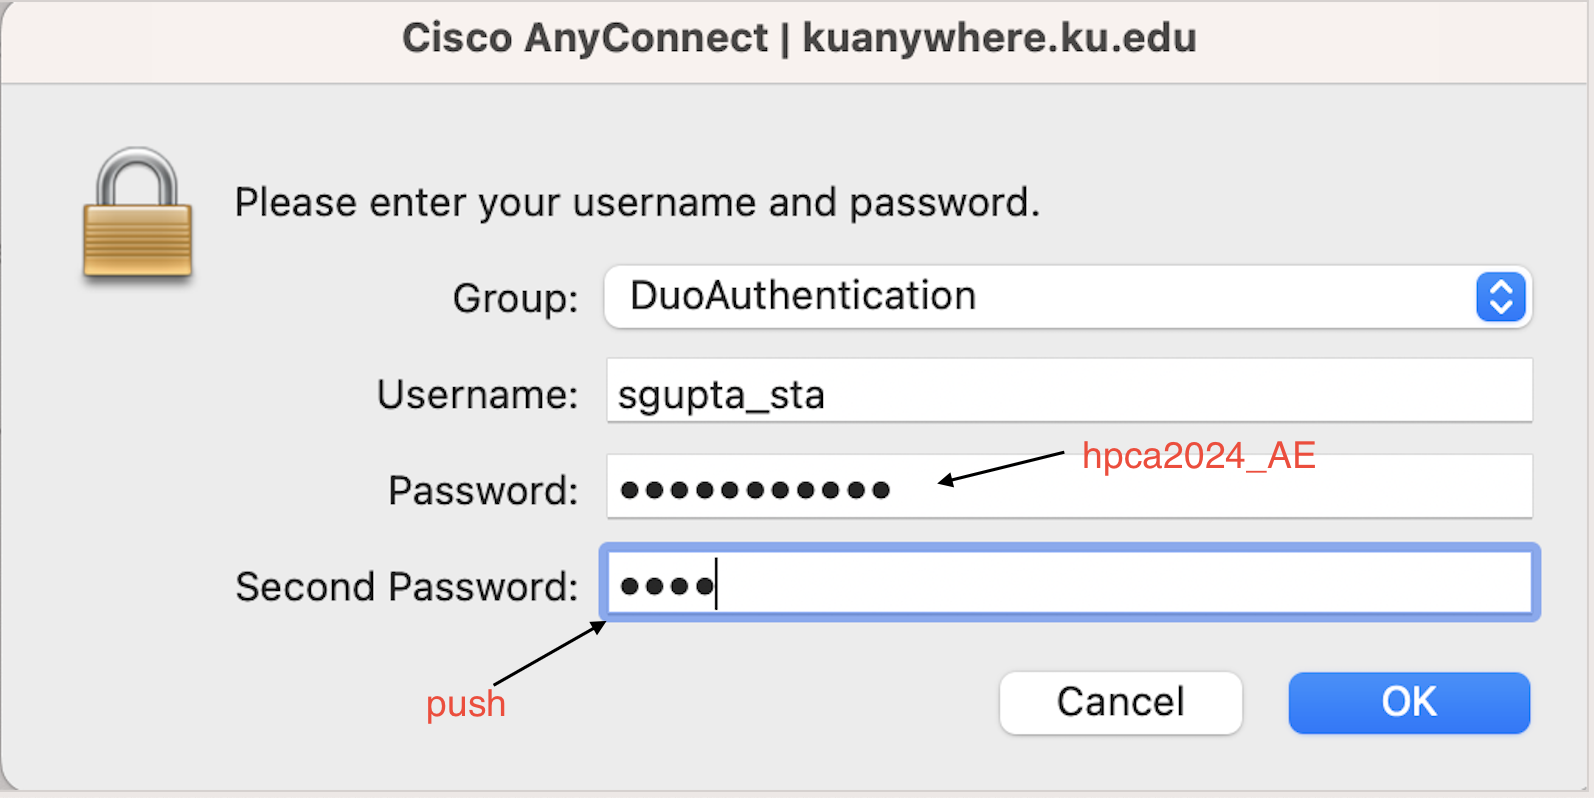 Cisco AnyConnect | kuanywhere.ku.edu
Please enter your username and password.
Group: DuoAuthentication
Username: sgupta_sta
hpca2024_AE
Password: ●●●●●●●●●●●
Second Password: ●●●●
push
Cancel OK